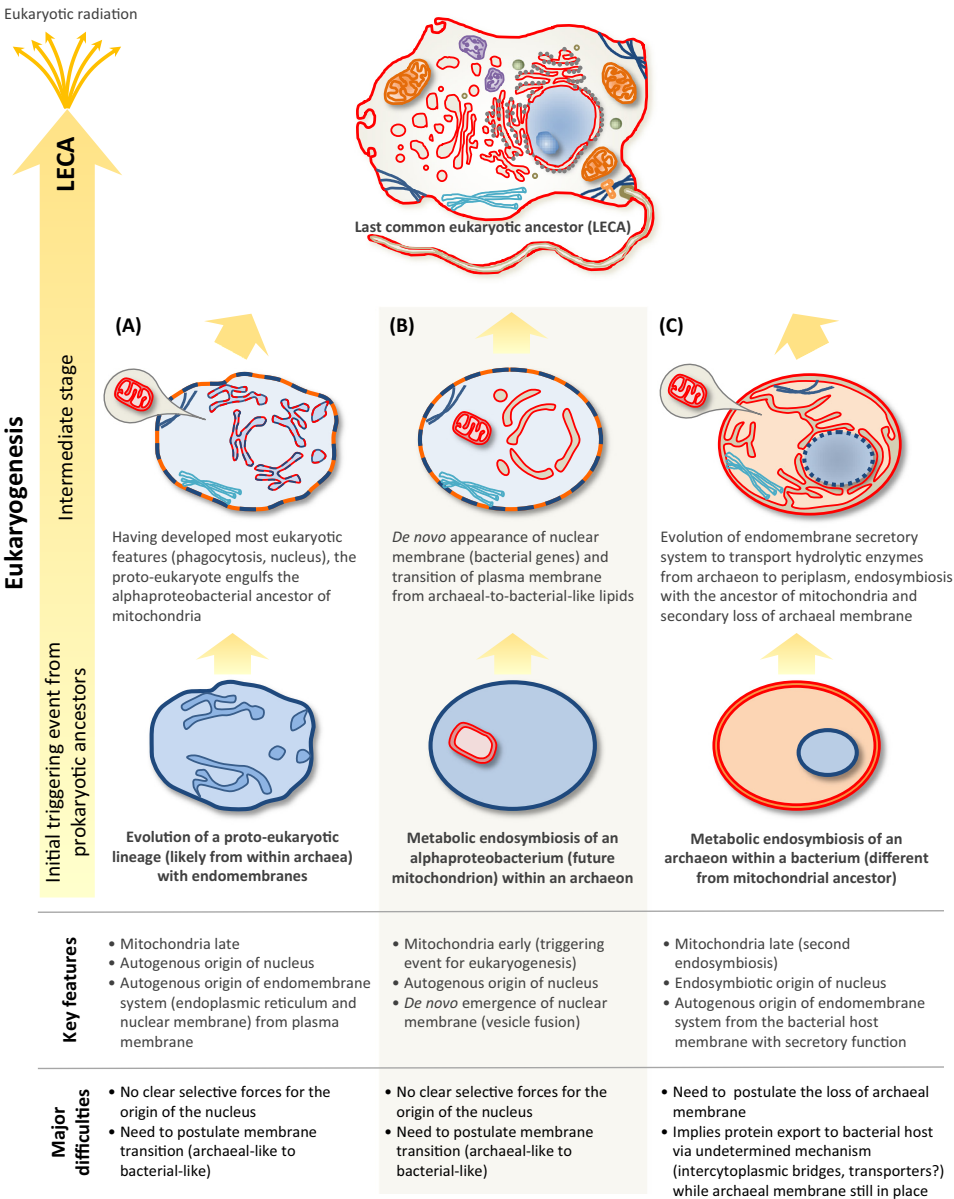 Eukaryotic radiation
LECA
Last common eukaryotic ancestor (LECA)
Eukaryogenesis
Intermediate stage
Initial triggering event from
prokaryotic ancestors
(A)
Having developed most eukaryotic
features (phagocytosis, nucleus), the
proto-eukaryote engulfs the
alphaproteobacterial ancestor of
mitochondria
Evolution of a proto-eukaryotic
lineage (likely from within archaea)
with endomembranes
(B)
De novo appearance of nuclear
membrane (bacterial genes) and
transition of plasma membrane
from archaeal-to-bacterial-like lipids
Metabolic endosymbiosis of an
alphaproteobacterium (future
mitochondrion) within an archaeon
(C)
Evolution of endomembrane secretory
system to transport hydrolytic enzymes
from archaeon to periplasm, endosymbiosis
with the ancestor of mitochondria and
secondary loss of archaeal membrane
Metabolic endosymbiosis of an
archaeon within a bacterium (different
from mitochondrial ancestor)
Key features
• Mitochondria late
• Autogenous origin of nucleus
• Autogenous origin of endomembrane
system (endoplasmic reticulum and
nuclear membrane) from plasma
membrane
• Mitochondria early (triggering
event for eukaryogenesis)
• Autogenous origin of nucleus
• De novo emergence of nuclear
membrane (vesicle fusion)
• Mitochondria late (second
endosymbiosis)
• Endosymbiotic origin of nucleus
• Autogenous origin of endomembrane
system from the bacterial host
membrane with secretory function
Major
difficulties
• No clear selective forces for the
origin of the nucleus
• Need to postulate membrane
transition (archaeal-like to
bacterial-like)
• No clear selective forces for the
origin of the nucleus
• Need to postulate membrane
transition (archaeal-like to
bacterial-like)
• Need to postulate the loss of archaeal
membrane
• Implies protein export to bacterial host
via undetermined mechanism
(intercytoplasmic bridges, transporters?)
while archaeal membrane still in place